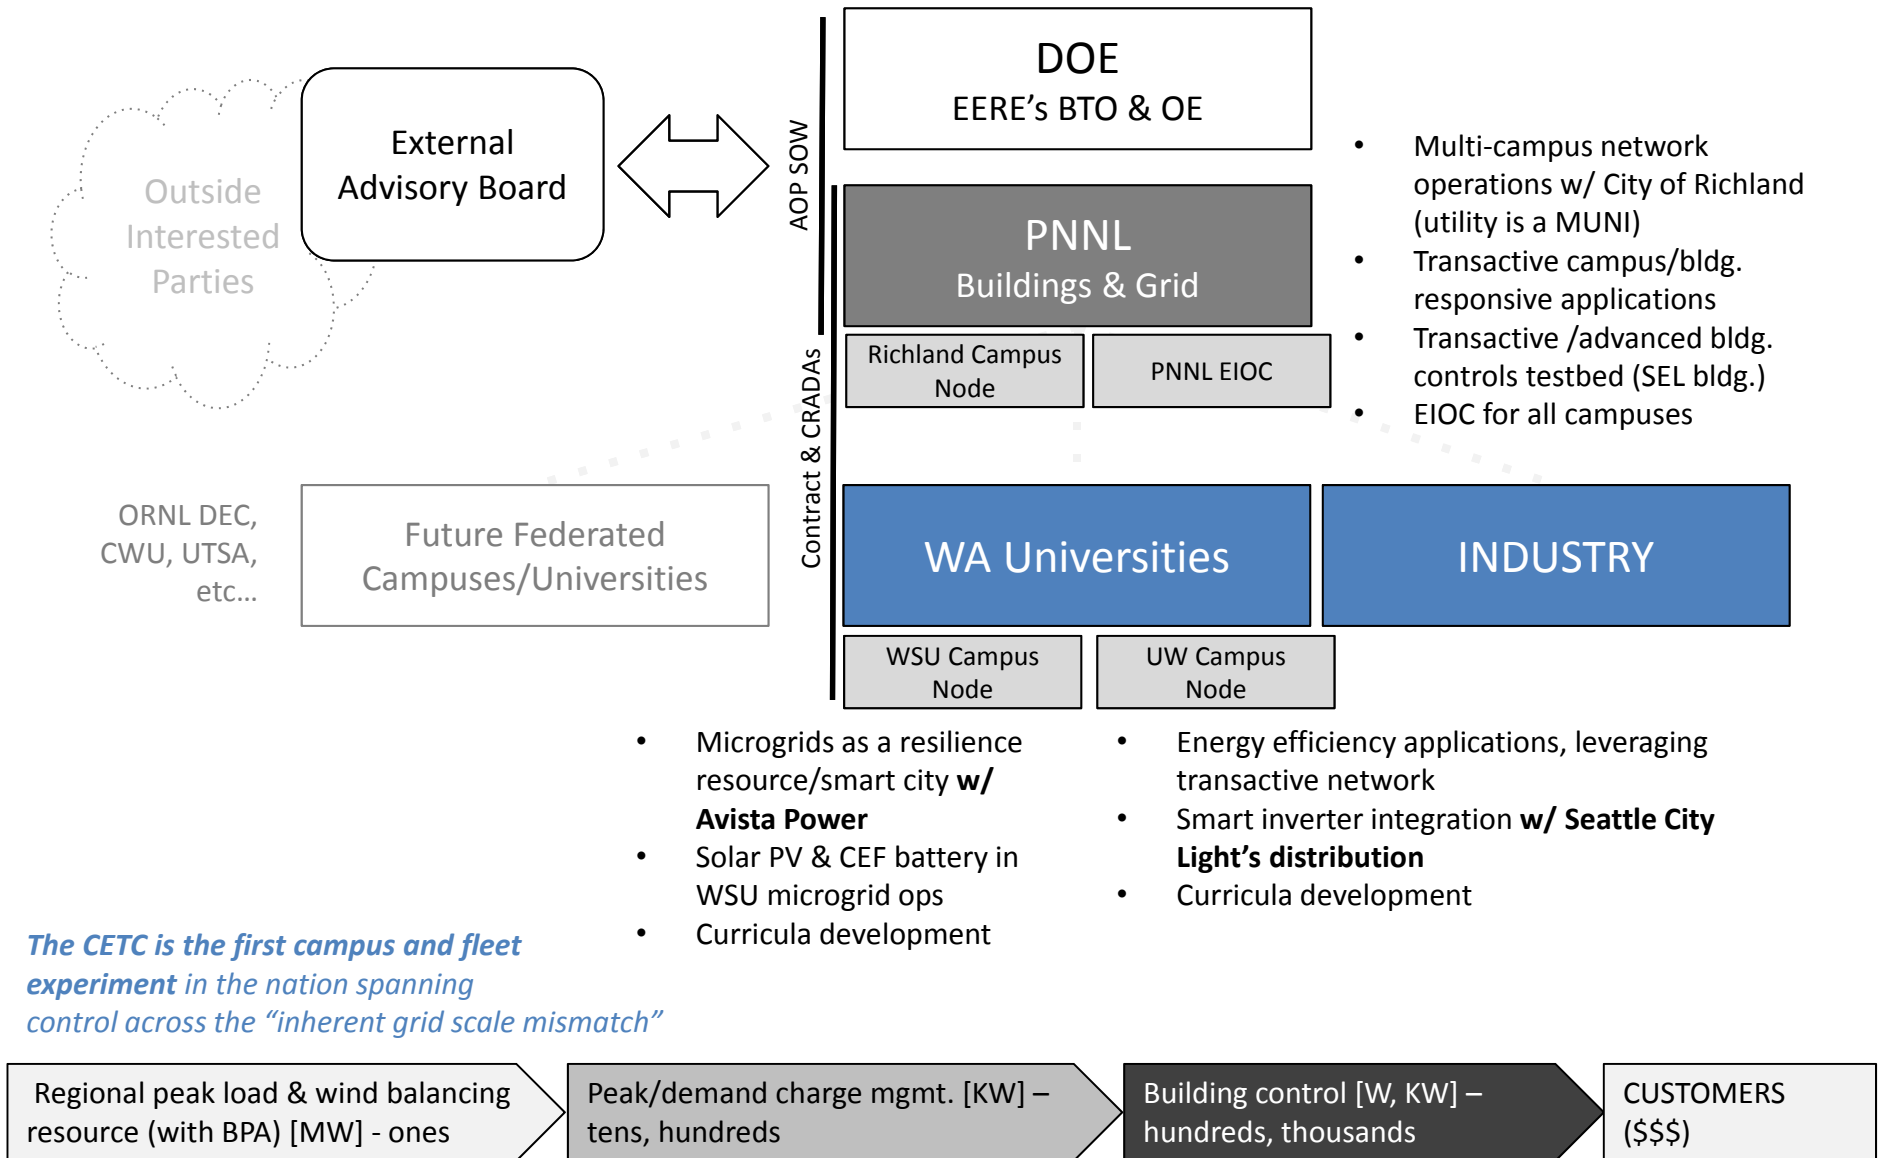 DOE
EERE's BTO & OE
External
Advisory Board
Outside
Interested
Parties
AOP SOW
PNNL
Buildings & Grid
Richland Campus
Node
PNNL EIOC
• Multi-campus network
operations w/ City of Richland
(utility is a MUNI)
• Transactive campus/bldg.
responsive applications
• Transactive /advanced bldg.
controls testbed (SEL bldg.)
• EIOC for all campuses
Contract & CRADAs
ORNL DEC,
CWU, UTSA,
etc…
Future Federated
Campuses/Universities
WA Universities
INDUSTRY
WSU Campus
Node
UW Campus
Node
• Microgrids as a resilience
resource/smart city w/
Avista Power
• Solar PV & CEF battery in
WSU microgrid ops
• Curricula development
• Energy efficiency applications, leveraging
transactive network
• Smart inverter integration w/ Seattle City
Light's distribution
• Curricula development
The CETC is the first campus and fleet
experiment in the nation spanning
control across the “inherent grid scale mismatch”
Regional peak load & wind balancing
resource (with BPA) [MW] - ones
Peak/demand charge mgmt. [KW] –
tens, hundreds
Building control [W, KW] –
hundreds, thousands
CUSTOMERS
($$$)